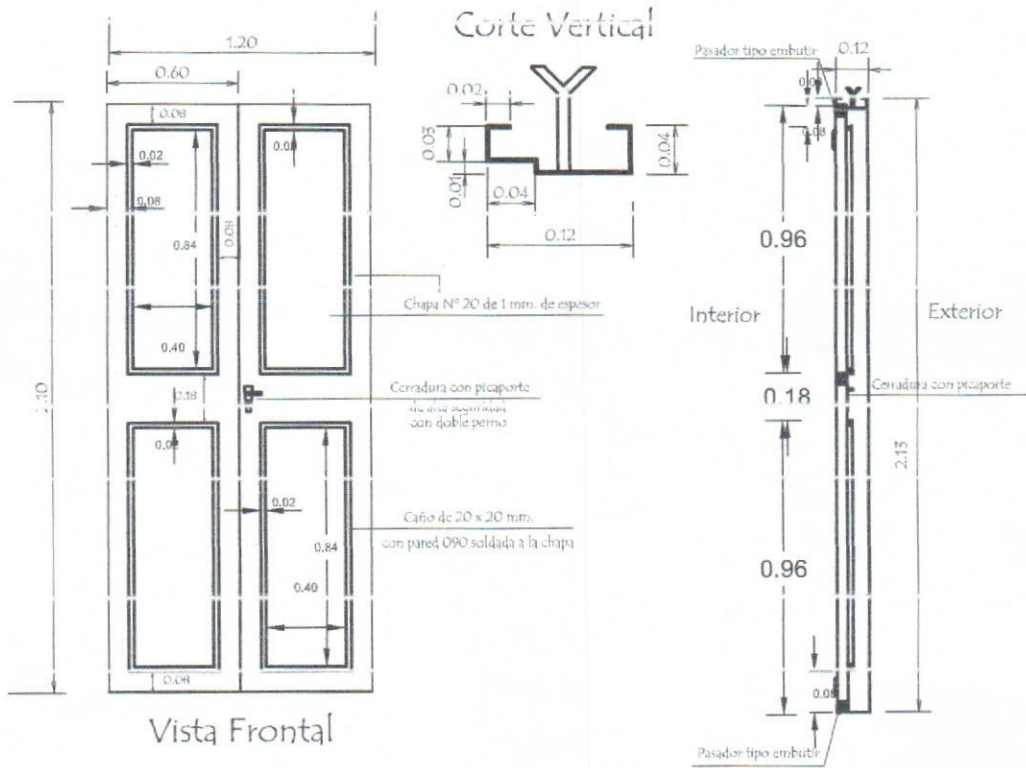 Corte Vertical
1.20
0.60
0.08
0.02
0.08
0.84
0.40
0.08
0.18
0.02
0.08
0.02
0.84
0.40
Vista Frontal
0.02
0.03
0.01
0.04
0.04
0.12
Chapa N° 20 de 1 mm. de espesor
Cerradura con picaporte
de alta seguridad
con doble perno
Caño de 20 x 20 mm.
con pared 090 soldada a la chapa
Pasador tipo embutir
0.12
0.08
0.96
Interior
Exterior
0.18
Cerradura con picaporte
2.13
0.96
0.08
Pasador tipo embutir